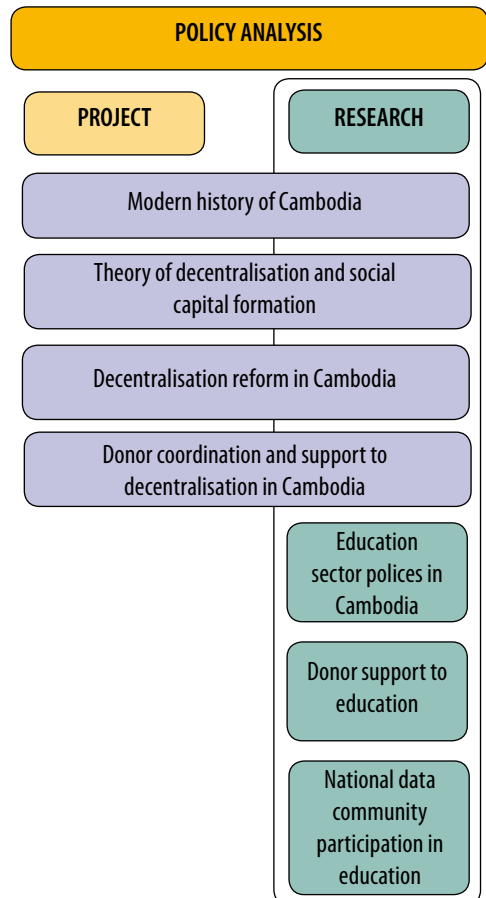 POLICY ANALYSIS
PROJECT
RESEARCH
Modern history of Cambodia
Theory of decentralisation and social
capital formation
Decentralisation reform in Cambodia
Donor coordination and support to
decentralisation in Cambodia
Education
sector polices in
Cambodia
Donor support to
education
National data
community
participation in
education